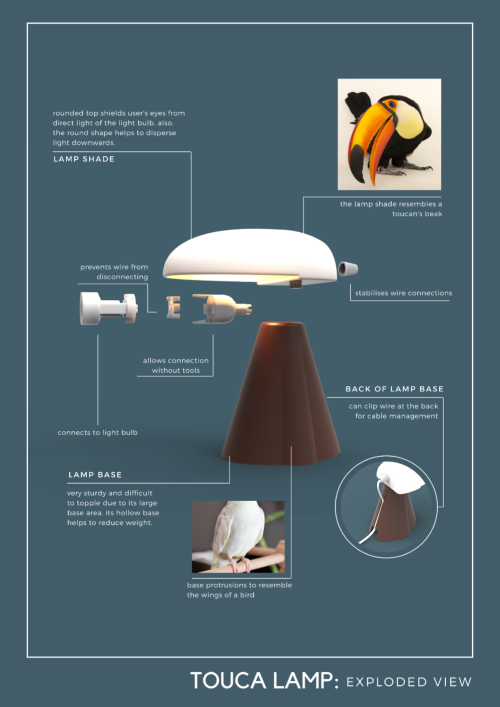 rounded top shields user's eyes from
direct light of the light bulb. also,
the round shape helps to disperse
light downwards.
LAMP SHADE
the lamp shade resembles a
toucan's beak
prevents wire from
disconnecting
stabilises wire connections
allows connection
without tools
BACK OF LAMP BASE
can clip wire at the back
for cable management
connects to light bulb
LAMP BASE
very sturdy and difficult
to topple due to its large
base area. its hollow base
helps to reduce weight.
base protrusions to resemble
the wings of a bird
TOUCA LAMP: EXPLODED VIEW